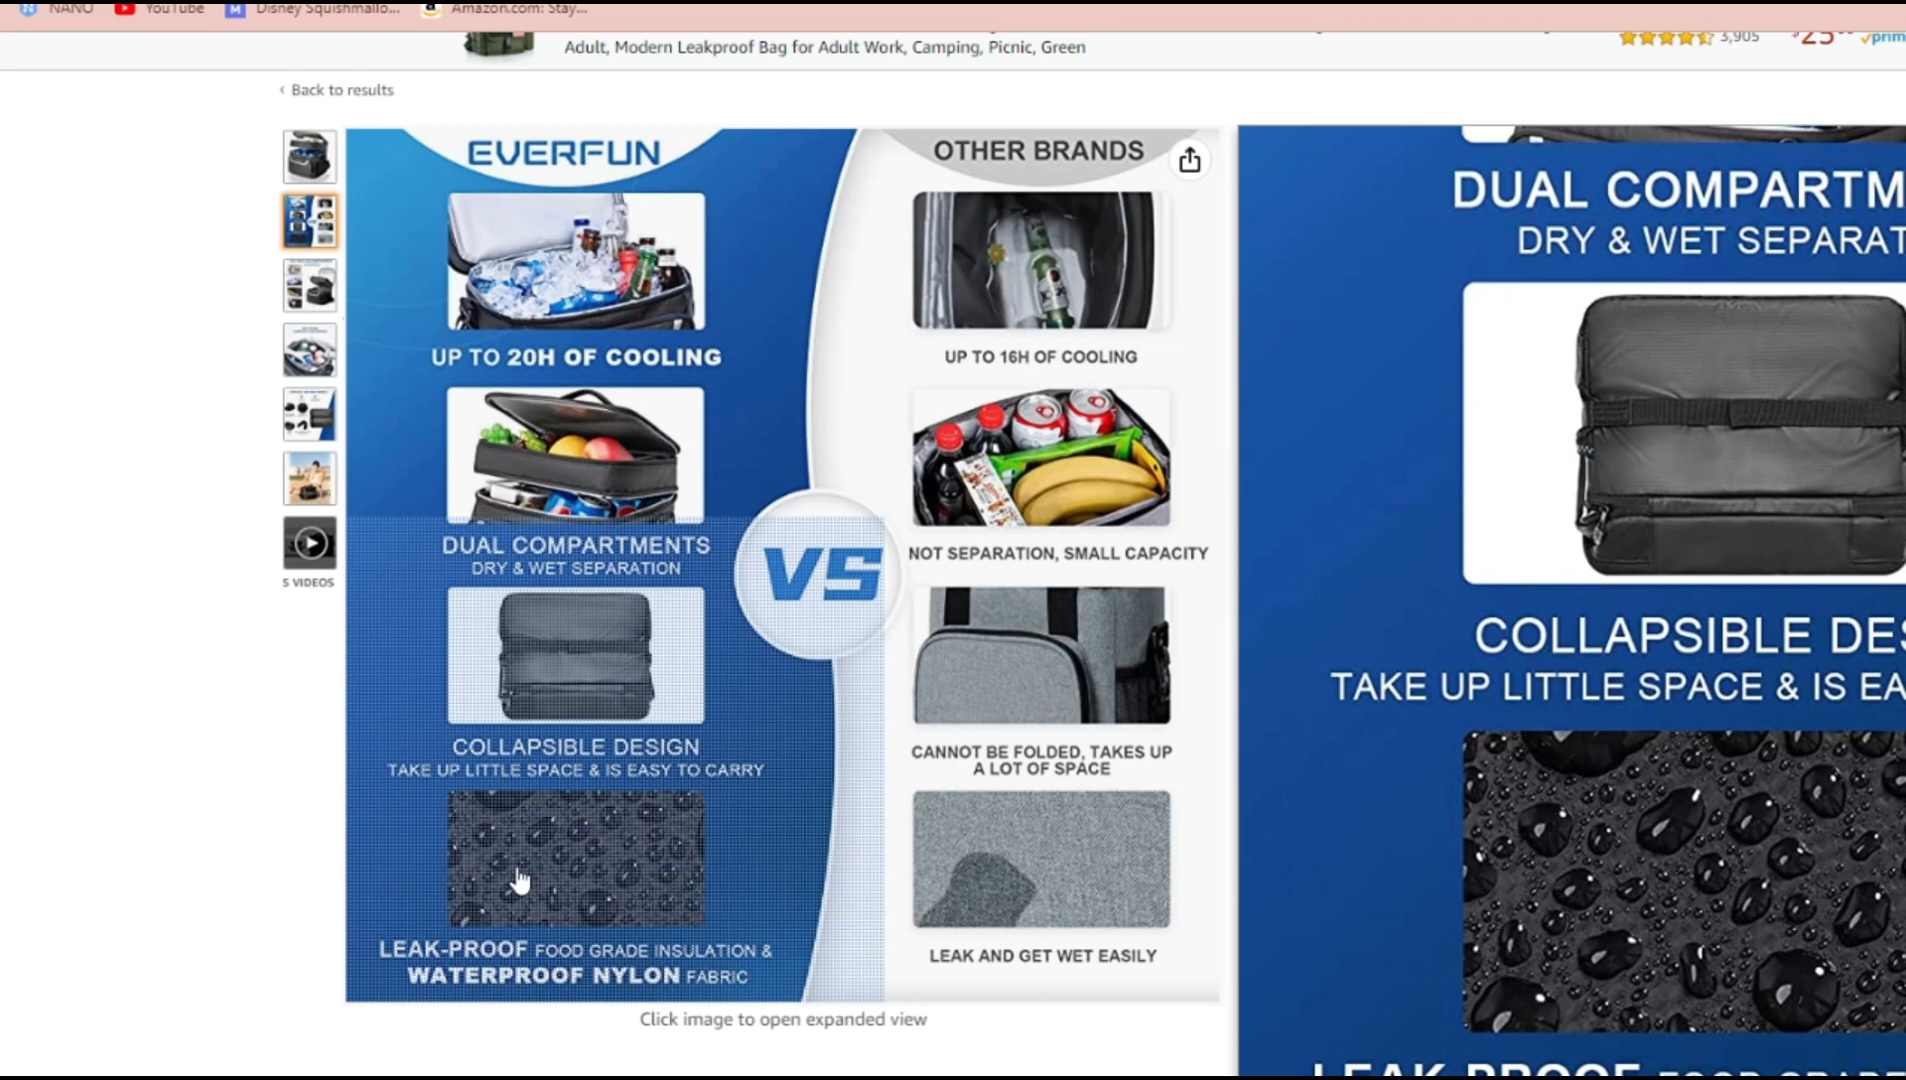 NANO
YouTube
Disney Squishmallo...
Amazon.com: Stay...
Adult, Modern Leakproof Bag for Adult Work, Camping, Picnic, Green
3,905
prim
‹ Back to results
EVERFUN
OTHER BRANDS
UP TO 20H OF COOLING
UP TO 16H OF COOLING
DUAL COMPARTMENTS
DRY & WET SEPARATION
VS
NOT SEPARATION, SMALL CAPACITY
5 VIDEOS
COLLAPSIBLE DESIGN
TAKE UP LITTLE SPACE & IS EASY TO CARRY
CANNOT BE FOLDED, TAKES UP
A LOT OF SPACE
LEAK-PROOF FOOD GRADE INSULATION &
WATERPROOF NYLON FABRIC
LEAK AND GET WET EASILY
Click image to open expanded view
DUAL COMPARTM
DRY & WET SEPARAT
COLLAPSIBLE DES
TAKE UP LITTLE SPACE & IS EA
LEAK-PROOF FOOD GRADE